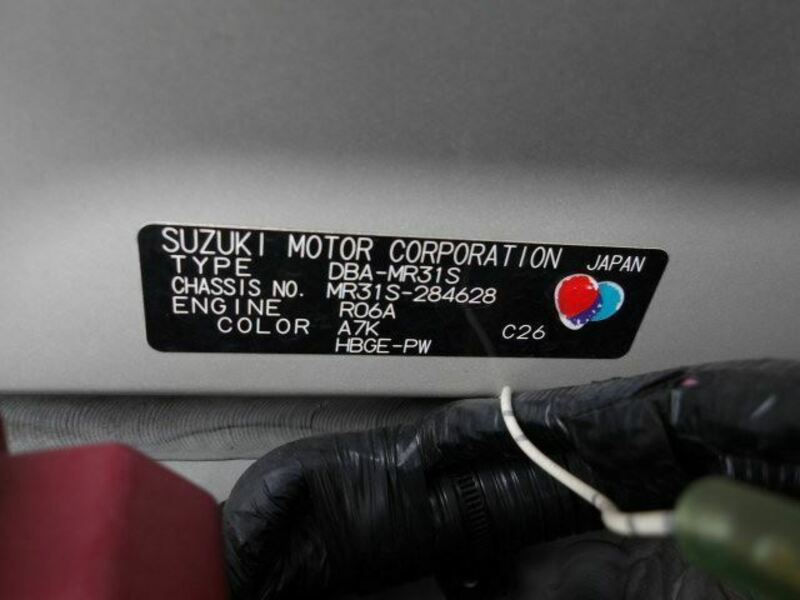 SUZUKI MOTOR CORPORATION JAPAN
TYPE DBA-MR31S
CHASSIS NO. MR31S-284628
ENGINE R06A
COLOR A7K C26
HBGE-PW